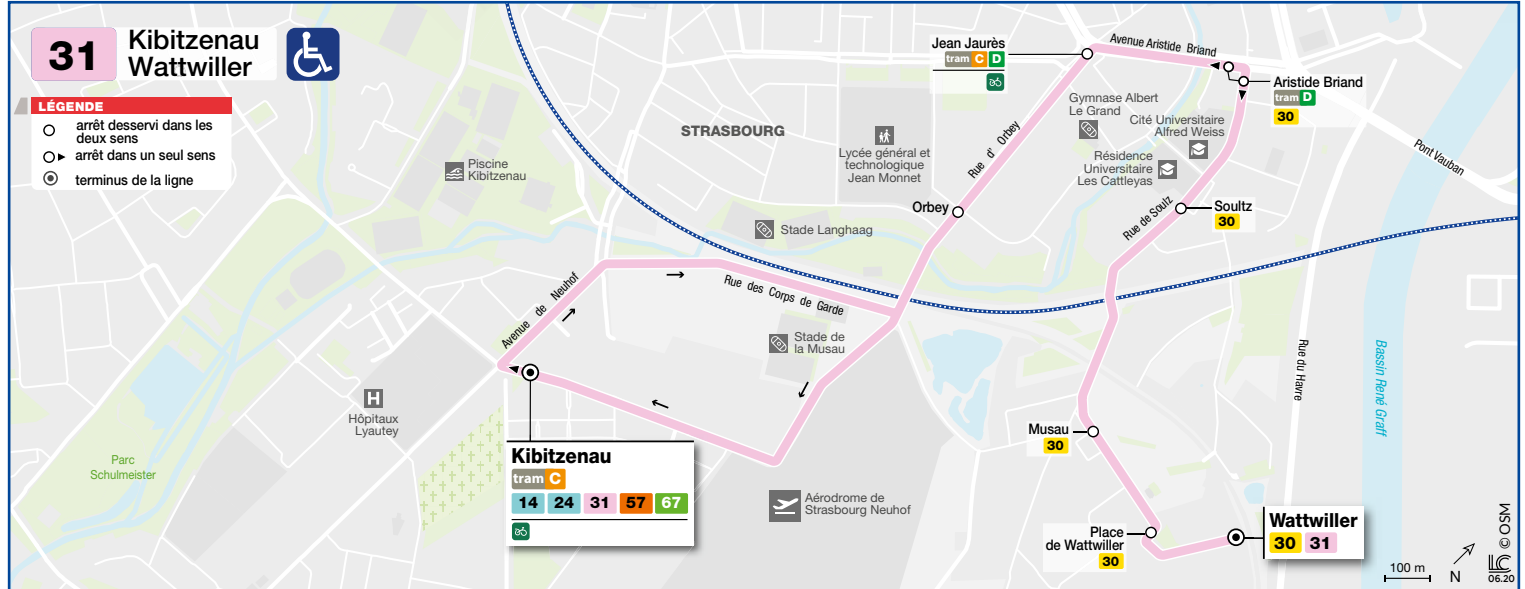 31
Kibitzenau
Wattwiller
LÉGENDE
arrêt desservi dans les
deux sens
arrêt dans un seul sens
terminus de la ligne
STRASBOURG
Piscine
Kibitzenau
Lycée général et
technologique
Jean Monnet
Stade Langhaag
Jean Jaurès
tram C D
Avenue Aristide Briand
Aristide Briand
tram D
30
Gymnase Albert
Le Grand
Cité Universitaire
Alfred Weiss
Résidence
Universitaire
Les Cattleyas
Pont Vauban
Rue d' Orbey
Orbey
Rue de Soultz
Soultz
30
Avenue de Neuhof
Rue des Corps de Garde
Stade de
la Musau
H
Hôpitaux
Lyautey
Parc
Schulmeister
Kibitzenau
tram C
14 24 31 57 67
Aérodrome de
Strasbourg Neuhof
Musau
30
Place
de Wattwiller
30
Wattwiller
30 31
Rue du Havre
Bassin René Graff
100 m
N
LC
06.20
© OSM